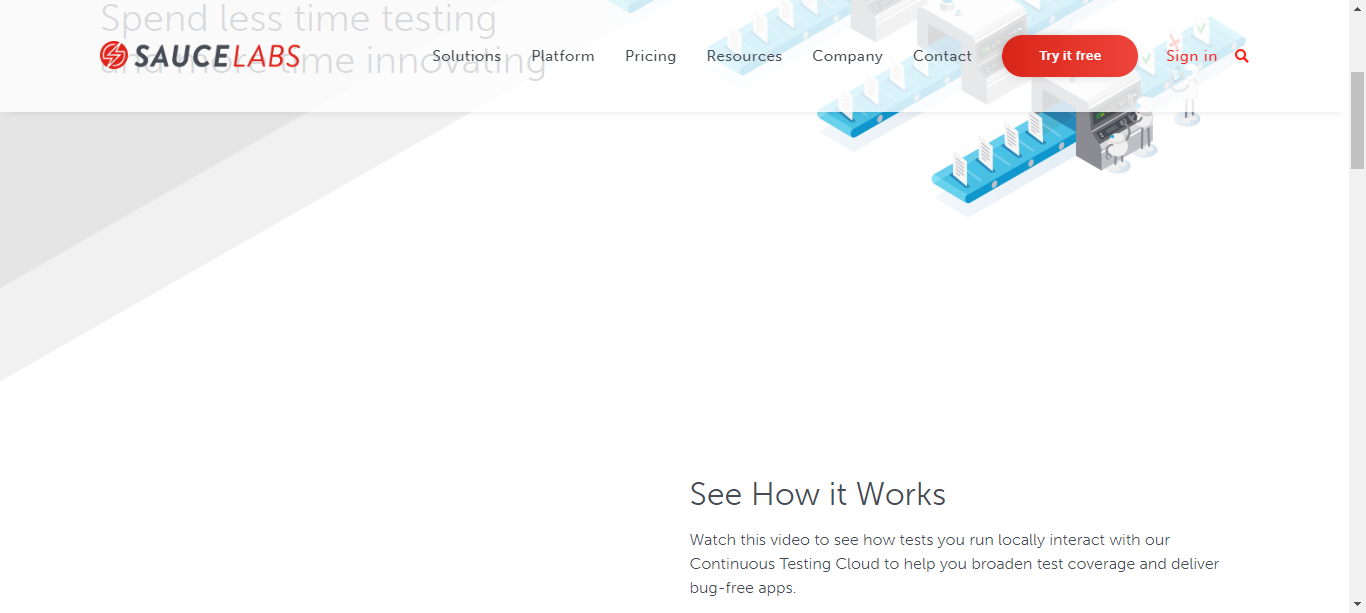 Spend less time testing
and more time innovating
SAUCELABS
Solutions
Platform
Pricing
Resources
Company
Contact
Try it free
Sign in
See How it Works
Watch this video to see how tests you run locally interact with our
Continuous Testing Cloud to help you broaden test coverage and deliver
bug-free apps.